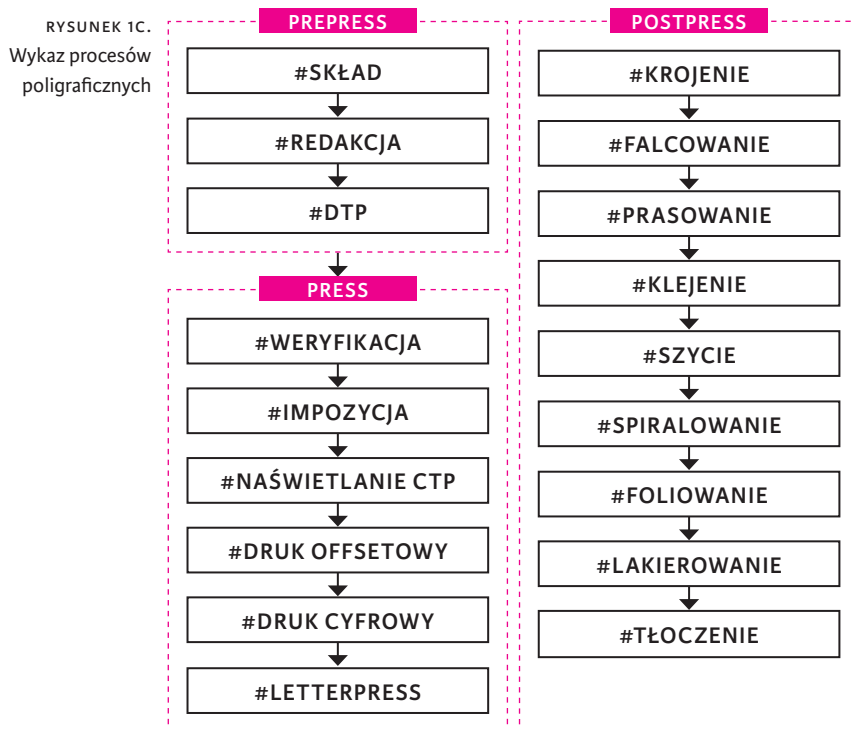 RYSUNEK 1C.
Wykaz procesów
poligraficznych
PREPRESS
#SKŁAD
#REDAKCJA
#DTP
PRESS
#WERYFIKACJA
#IMPOZYCJA
#NAŚWIETLANIE CTP
#DRUK OFFSETOWY
#DRUK CYFROWY
#LETTERPRESS
POSTPRESS
#KROJENIE
#FALCOWANIE
#PRASOWANIE
#KLEJENIE
#SZYCIE
#SPIRALOWANIE
#FOLIOWANIE
#LAKIEROWANIE
#TŁOCZENIE